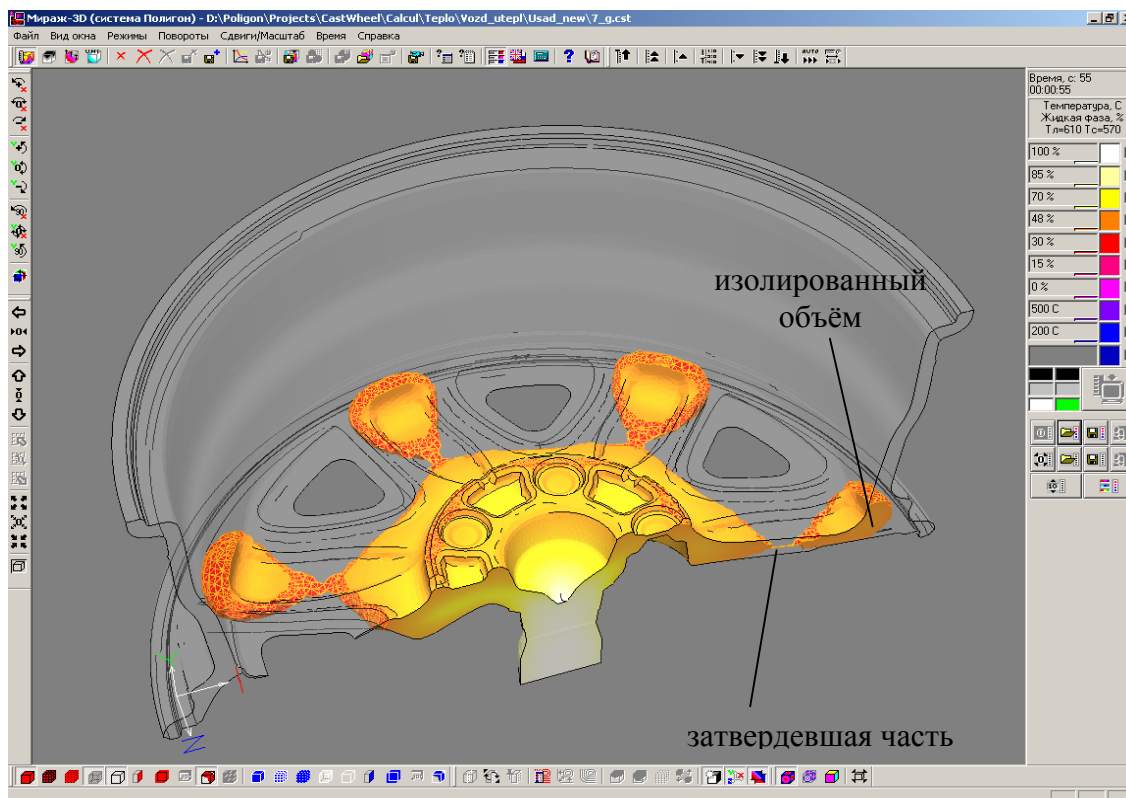 Мираж-3D (система Полигон) - D:\Poligon\Projects\CastWheel\Calcul\Teplo\Vozd_utepl\Usad_new\7_g.cst
Файл Вид окна Режимы Повороты Сдвиги/Масштаб Время Справка
Время, с: 55
00:00:55
Температура, С
Жидкая фаза, %
Тл=610 Тс=570
100 %
85 %
70 %
48 %
30 %
15 %
0 %
500 С
200 С
изолированный
объём
затвердевшая часть
Z